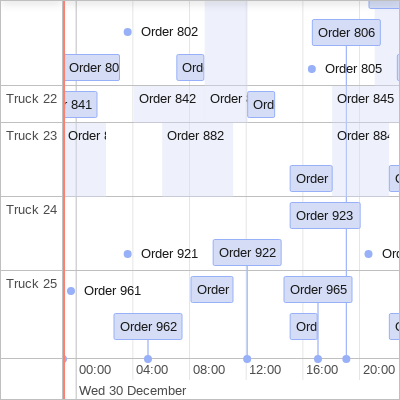 Order 802
Order 806
Order 80
Ord
Order 805
Truck 22
841
Order 842
Order
Ord
Order 845
Truck 23
Order 8
Order 882
Order 884
Order
Truck 24
Order 923
Order 921
Order 922
Truck 25
Order 961
Order
Order 965
Order 962
Ord
00:00 04:00 08:00 12:00 16:00 20:00
Wed 30 December